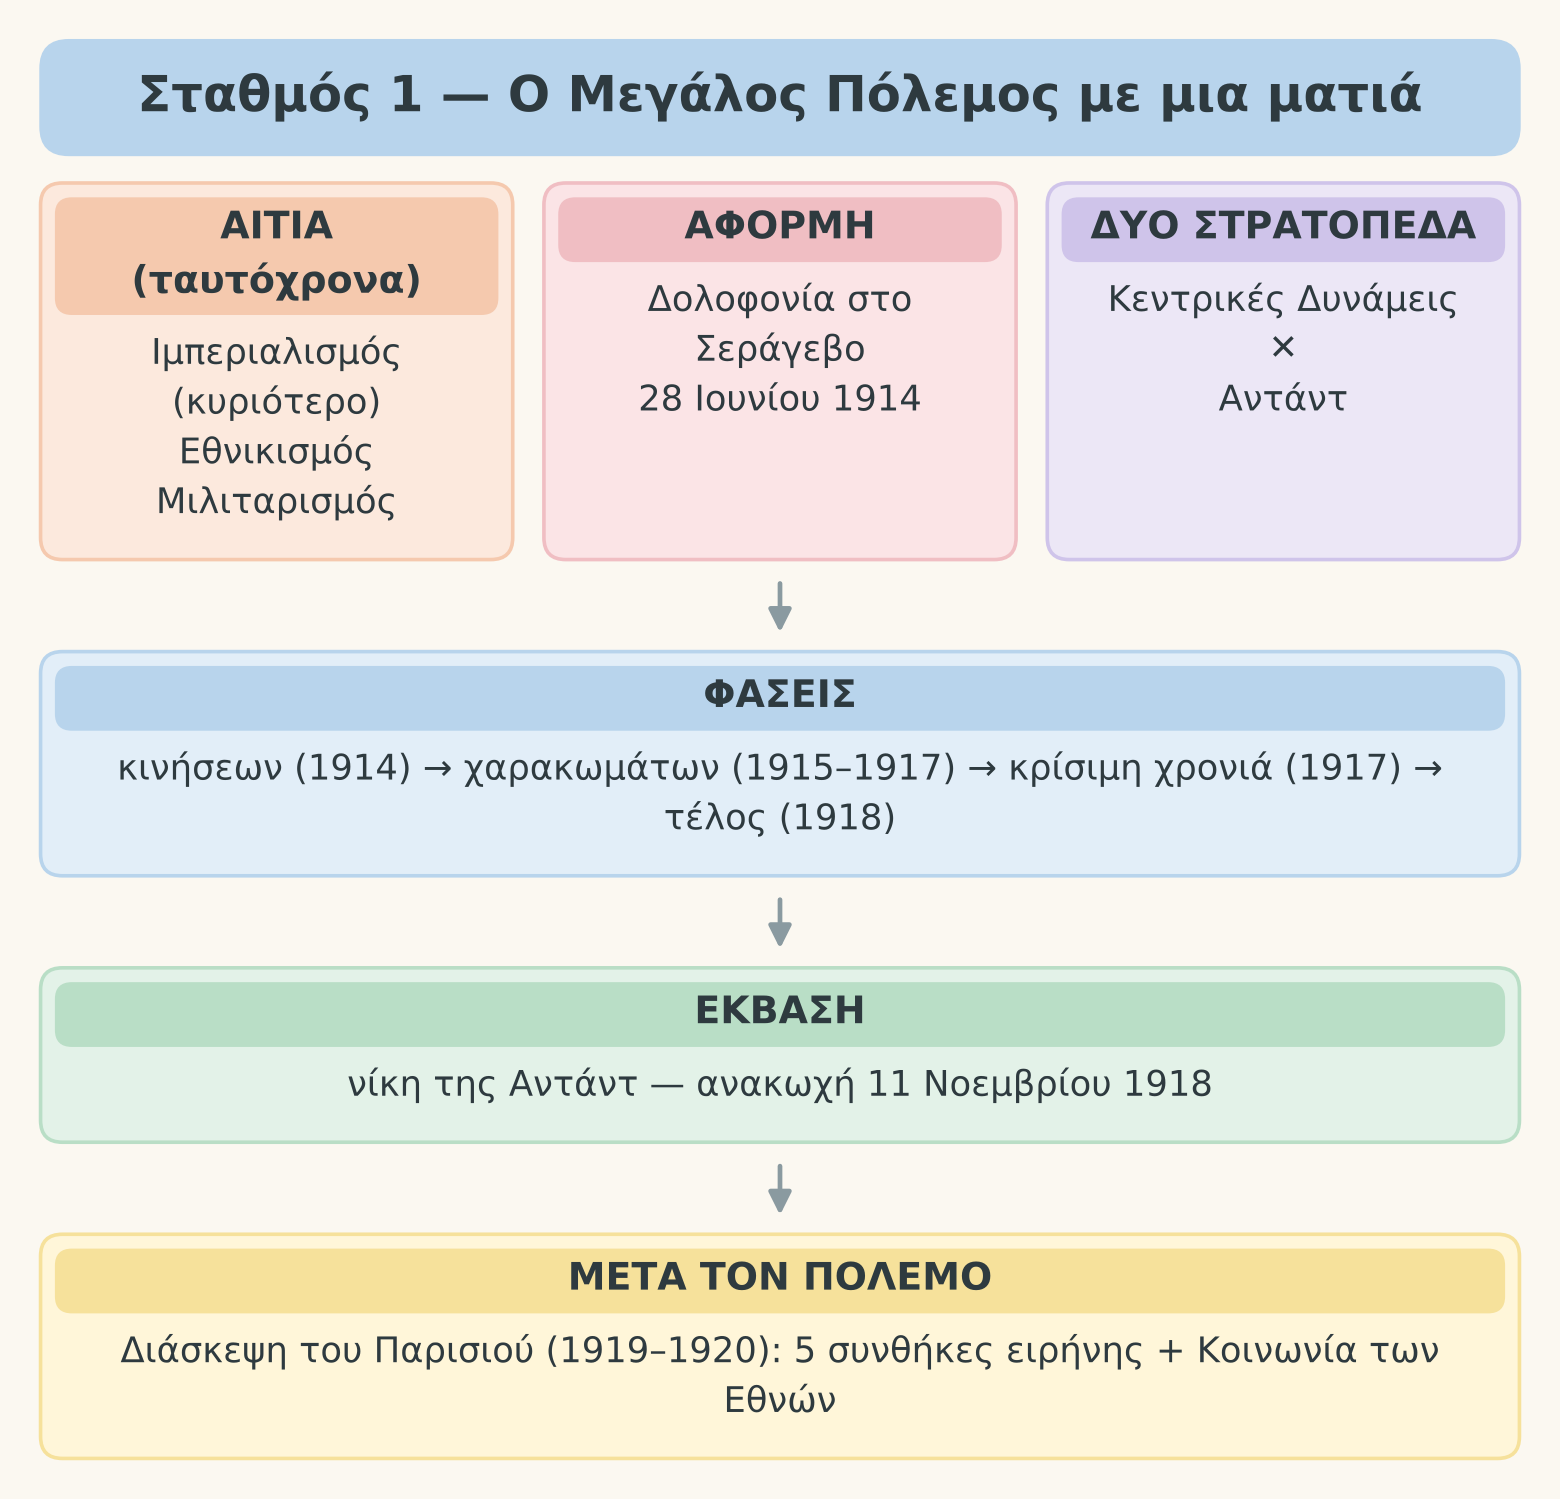 Σταθμός 1 — Ο Μεγάλος Πόλεμος με μια ματιά
ΑΙΤΙΑ
(ταυτόχρονα)
Ιμπεριαλισμός
(κυριότερο)
Εθνικισμός
Μιλιταρισμός
ΑΦΟΡΜΗ
Δολοφονία στο
Σεράγεβο
28 Ιουνίου 1914
ΔΥΟ ΣΤΡΑΤΟΠΕΔΑ
Κεντρικές Δυνάμεις
✕
Αντάντ
ΦΑΣΕΙΣ
κινήσεων (1914) → χαρακωμάτων (1915–1917) → κρίσιμη χρονιά (1917) →
τέλος (1918)
ΕΚΒΑΣΗ
νίκη της Αντάντ — ανακωχή 11 Νοεμβρίου 1918
ΜΕΤΑ ΤΟΝ ΠΟΛΕΜΟ
Διάσκεψη του Παρισιού (1919–1920): 5 συνθήκες ειρήνης + Κοινωνία των
Εθνών